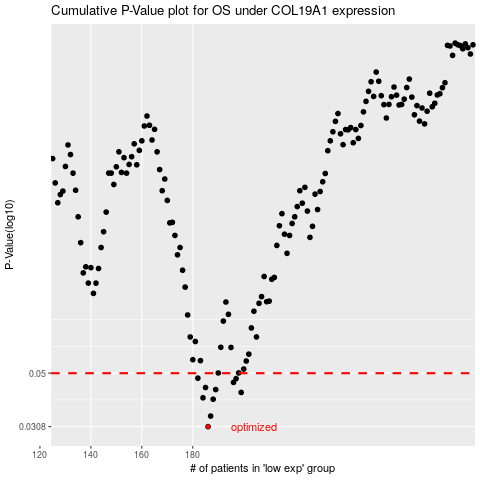 Cumulative P-Value plot for OS under COL19A1 expression
P-Value(log10)
0.05
0.0308
optimized
120 140 160 180
# of patients in 'low exp' group